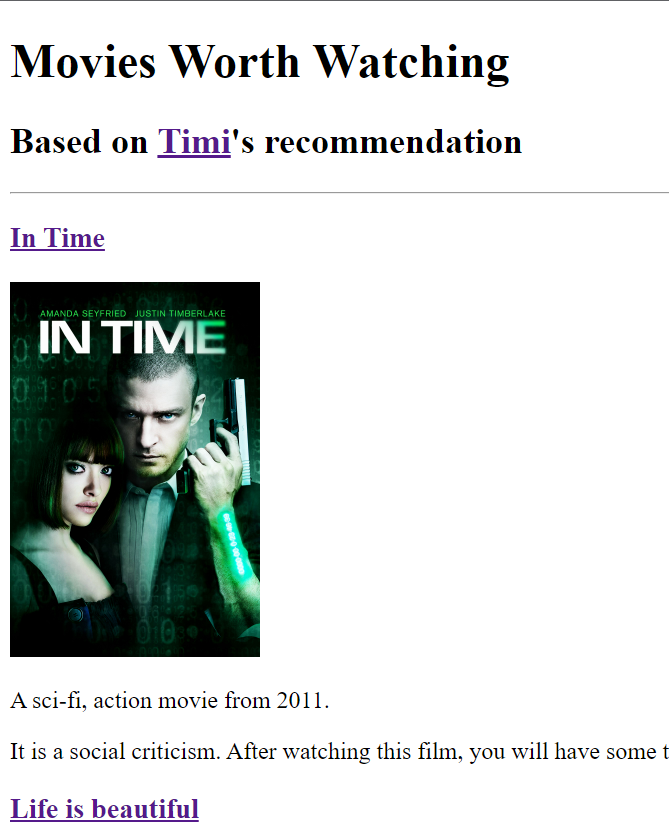 Movies Worth Watching
Based on Timi's recommendation
In Time
AMANDA SEYFRIED JUSTIN TIMBERLAKE
IN TIME
A sci-fi, action movie from 2011.
It is a social criticism. After watching this film, you will have some t
Life is beautiful